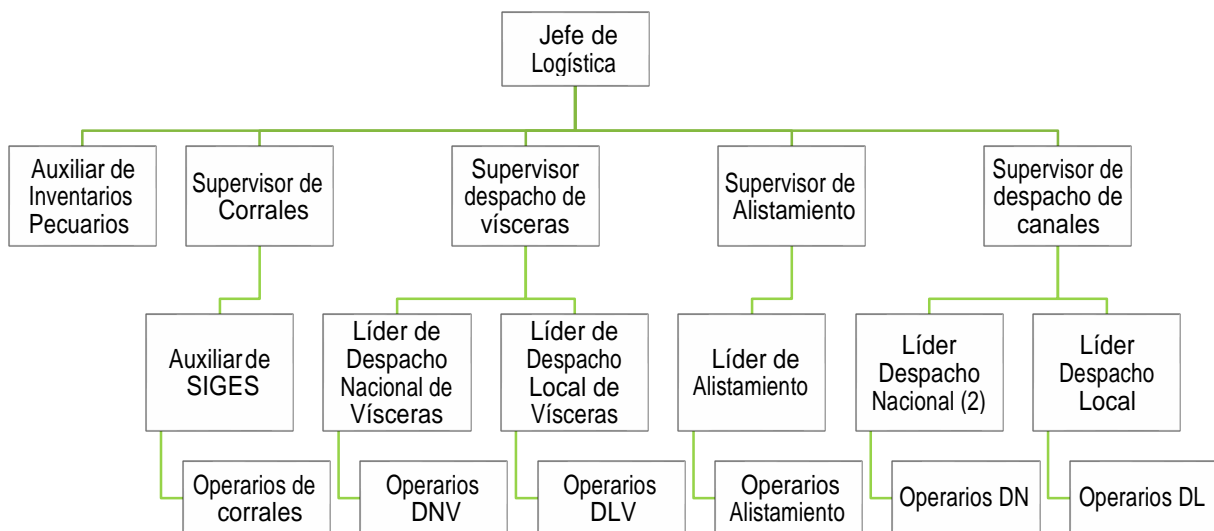 Jefe de
Logística
Auxiliar de
Inventarios
Pecuarios
Supervisor de
Corrales
Supervisor
despacho de
vísceras
Supervisor de
Alistamiento
Supervisor de
despacho de
canales
Auxiliar de
SIGES
Líder de
Despacho
Nacional de
Vísceras
Líder de
Despacho
Local de
Vísceras
Líder de
Alistamiento
Líder
Despacho
Nacional (2)
Líder
Despacho
Local
Operarios de
corrales
Operarios
DNV
Operarios
DLV
Operarios
Alistamiento
Operarios DN
Operarios DL